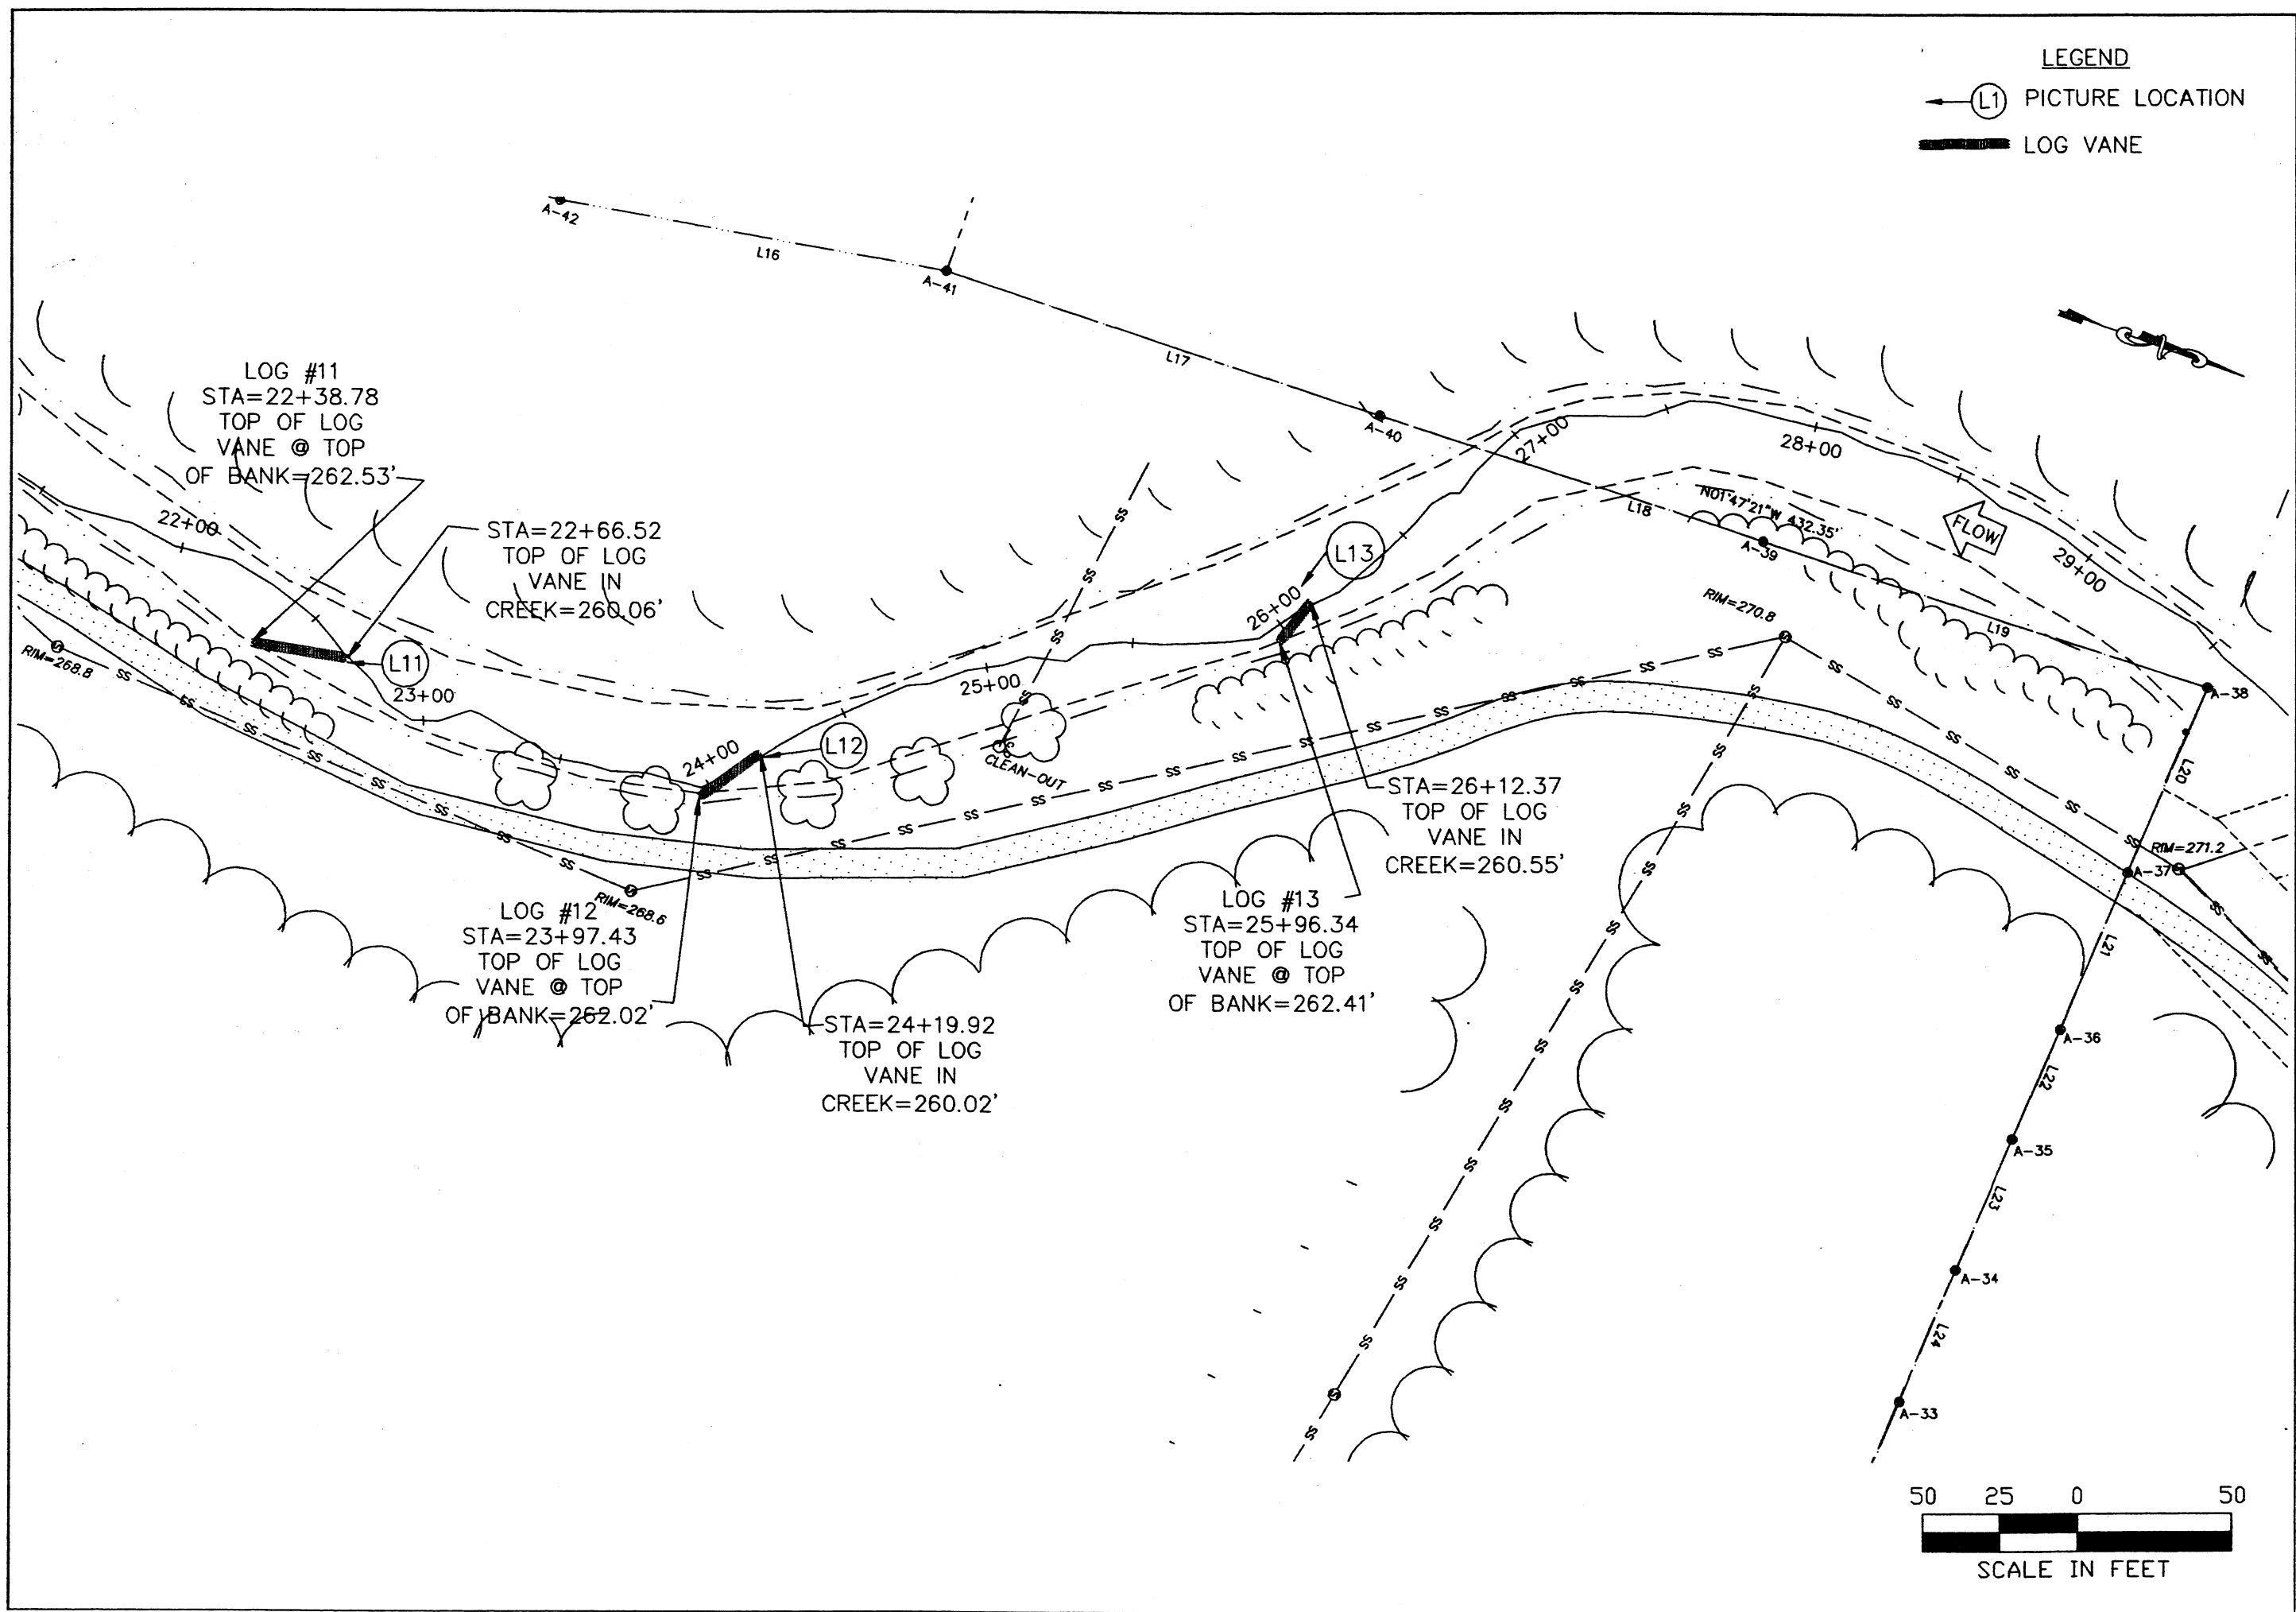 LEGEND
L1 PICTURE LOCATION
LOG VANE
A-42
L16
A-41
L17
A-40
LOG #11
STA=22+38.78
TOP OF LOG
VANE @ TOP
OF BANK=262.53'
STA=22+66.52
TOP OF LOG
VANE IN
CREEK=260.06'
22+00
L11
23+00
RIM=268.8
SS
24+00
L12
25+00
CLEAN-OUT
26+00
L13
27+00
28+00
29+00
FLOW
L18
N01°47'21"W 432.35'
A-39
L19
A-38
RIM=270.8
L20
RIM=271.2
A-37
L21
A-36
L22
A-35
L23
A-34
L24
A-33
RIM=268.6
LOG #12
STA=23+97.43
TOP OF LOG
VANE @ TOP
OF BANK=262.02'
STA=24+19.92
TOP OF LOG
VANE IN
CREEK=260.02'
LOG #13
STA=25+96.34
TOP OF LOG
VANE @ TOP
OF BANK=262.41'
STA=26+12.37
TOP OF LOG
VANE IN
CREEK=260.55'
50 25 0 50
SCALE IN FEET